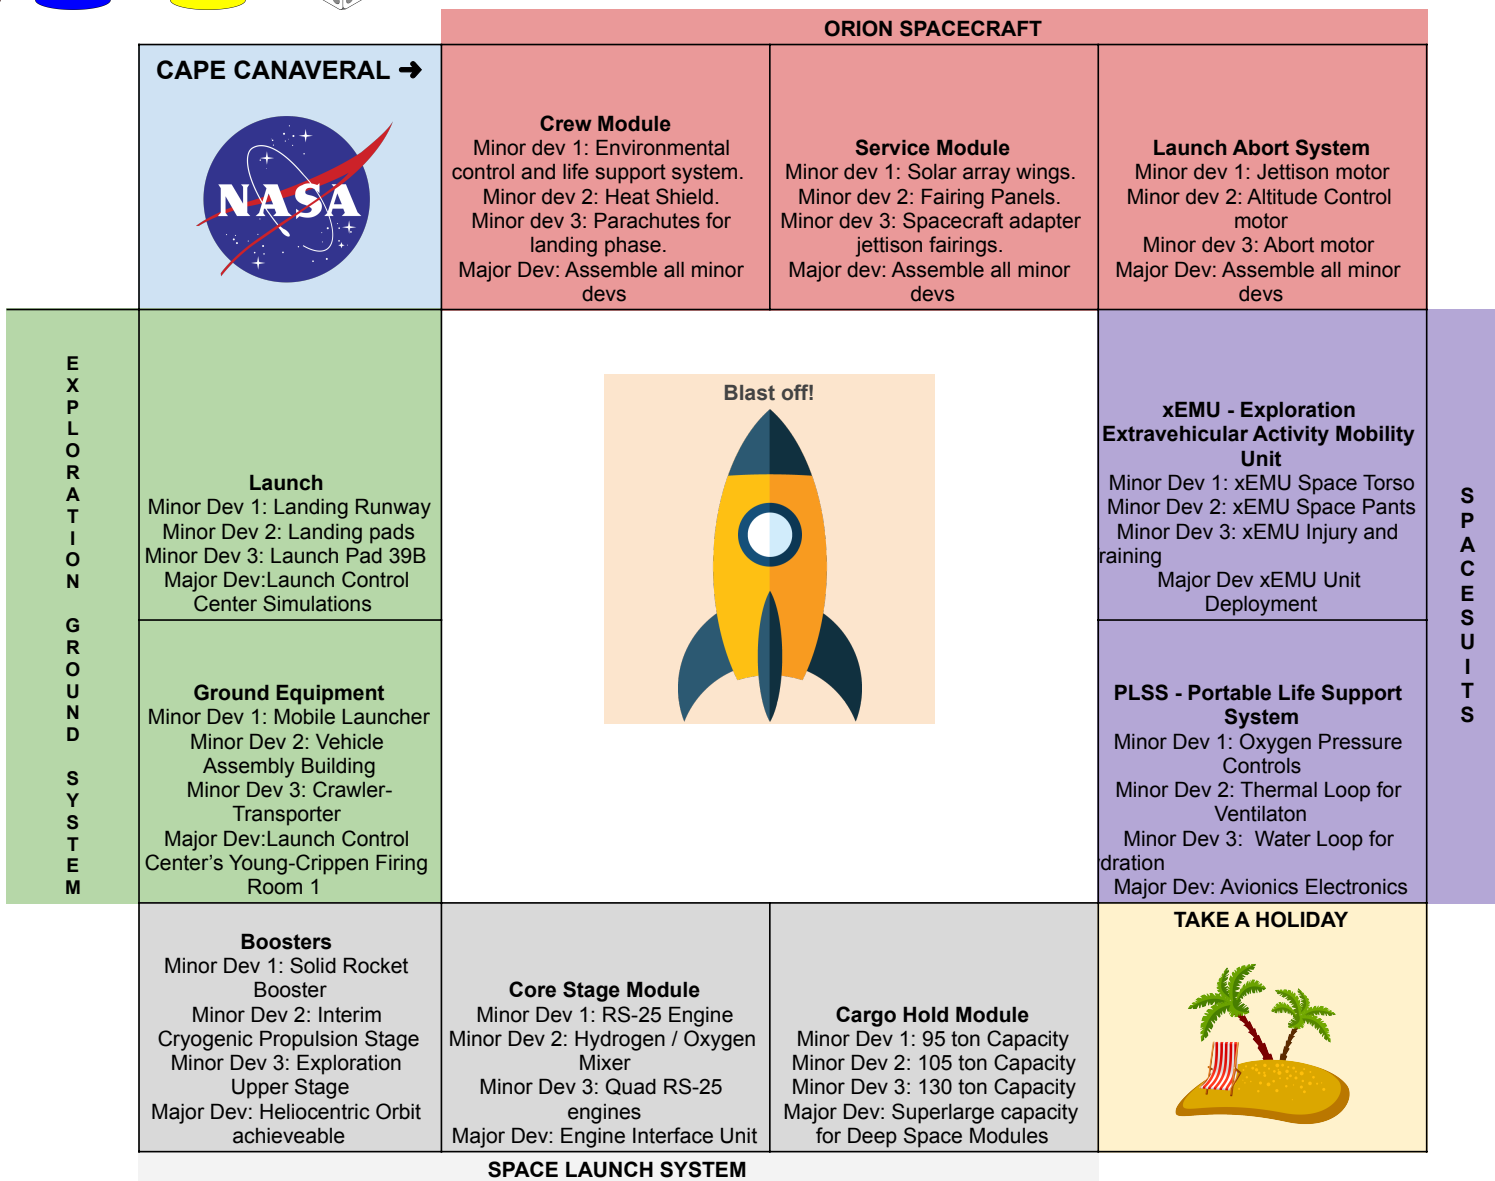 ORION SPACECRAFT
CAPE CANAVERAL ➜
NASA
Crew Module
Minor dev 1: Environmental
control and life support system.
Minor dev 2: Heat Shield.
Minor dev 3: Parachutes for
landing phase.
Major Dev: Assemble all minor
devs
Service Module
Minor dev 1: Solar array wings.
Minor dev 2: Fairing Panels.
Minor dev 3: Spacecraft adapter
jettison fairings.
Major dev: Assemble all minor
devs
Launch Abort System
Minor dev 1: Jettison motor
Minor dev 2: Altitude Control
motor
Minor dev 3: Abort motor
Major Dev: Assemble all minor
devs
EXPLORATION GROUND SYSTEM
Launch
Minor Dev 1: Landing Runway
Minor Dev 2: Landing pads
Minor Dev 3: Launch Pad 39B
Major Dev:Launch Control
Center Simulations
Blast off!
xEMU - Exploration
Extravehicular Activity Mobility
Unit
Minor Dev 1: xEMU Space Torso
Minor Dev 2: xEMU Space Pants
Minor Dev 3: xEMU Injury and
raining
Major Dev xEMU Unit
Deployment
SPACESUITS
Ground Equipment
Minor Dev 1: Mobile Launcher
Minor Dev 2: Vehicle
Assembly Building
Minor Dev 3: Crawler-
Transporter
Major Dev:Launch Control
Center’s Young-Crippen Firing
Room 1
PLSS - Portable Life Support
System
Minor Dev 1: Oxygen Pressure
Controls
Minor Dev 2: Thermal Loop for
Ventilaton
Minor Dev 3:  Water Loop for
dration
Major Dev: Avionics Electronics
Boosters
Minor Dev 1: Solid Rocket
Booster
Minor Dev 2: Interim
Cryogenic Propulsion Stage
Minor Dev 3: Exploration
Upper Stage
Major Dev: Heliocentric Orbit
achieveable
Core Stage Module
Minor Dev 1: RS-25 Engine
Minor Dev 2: Hydrogen / Oxygen
Mixer
Minor Dev 3: Quad RS-25
engines
Major Dev: Engine Interface Unit
Cargo Hold Module
Minor Dev 1: 95 ton Capacity
Minor Dev 2: 105 ton Capacity
Minor Dev 3: 130 ton Capacity
Major Dev: Superlarge capacity
for Deep Space Modules
TAKE A HOLIDAY
SPACE LAUNCH SYSTEM